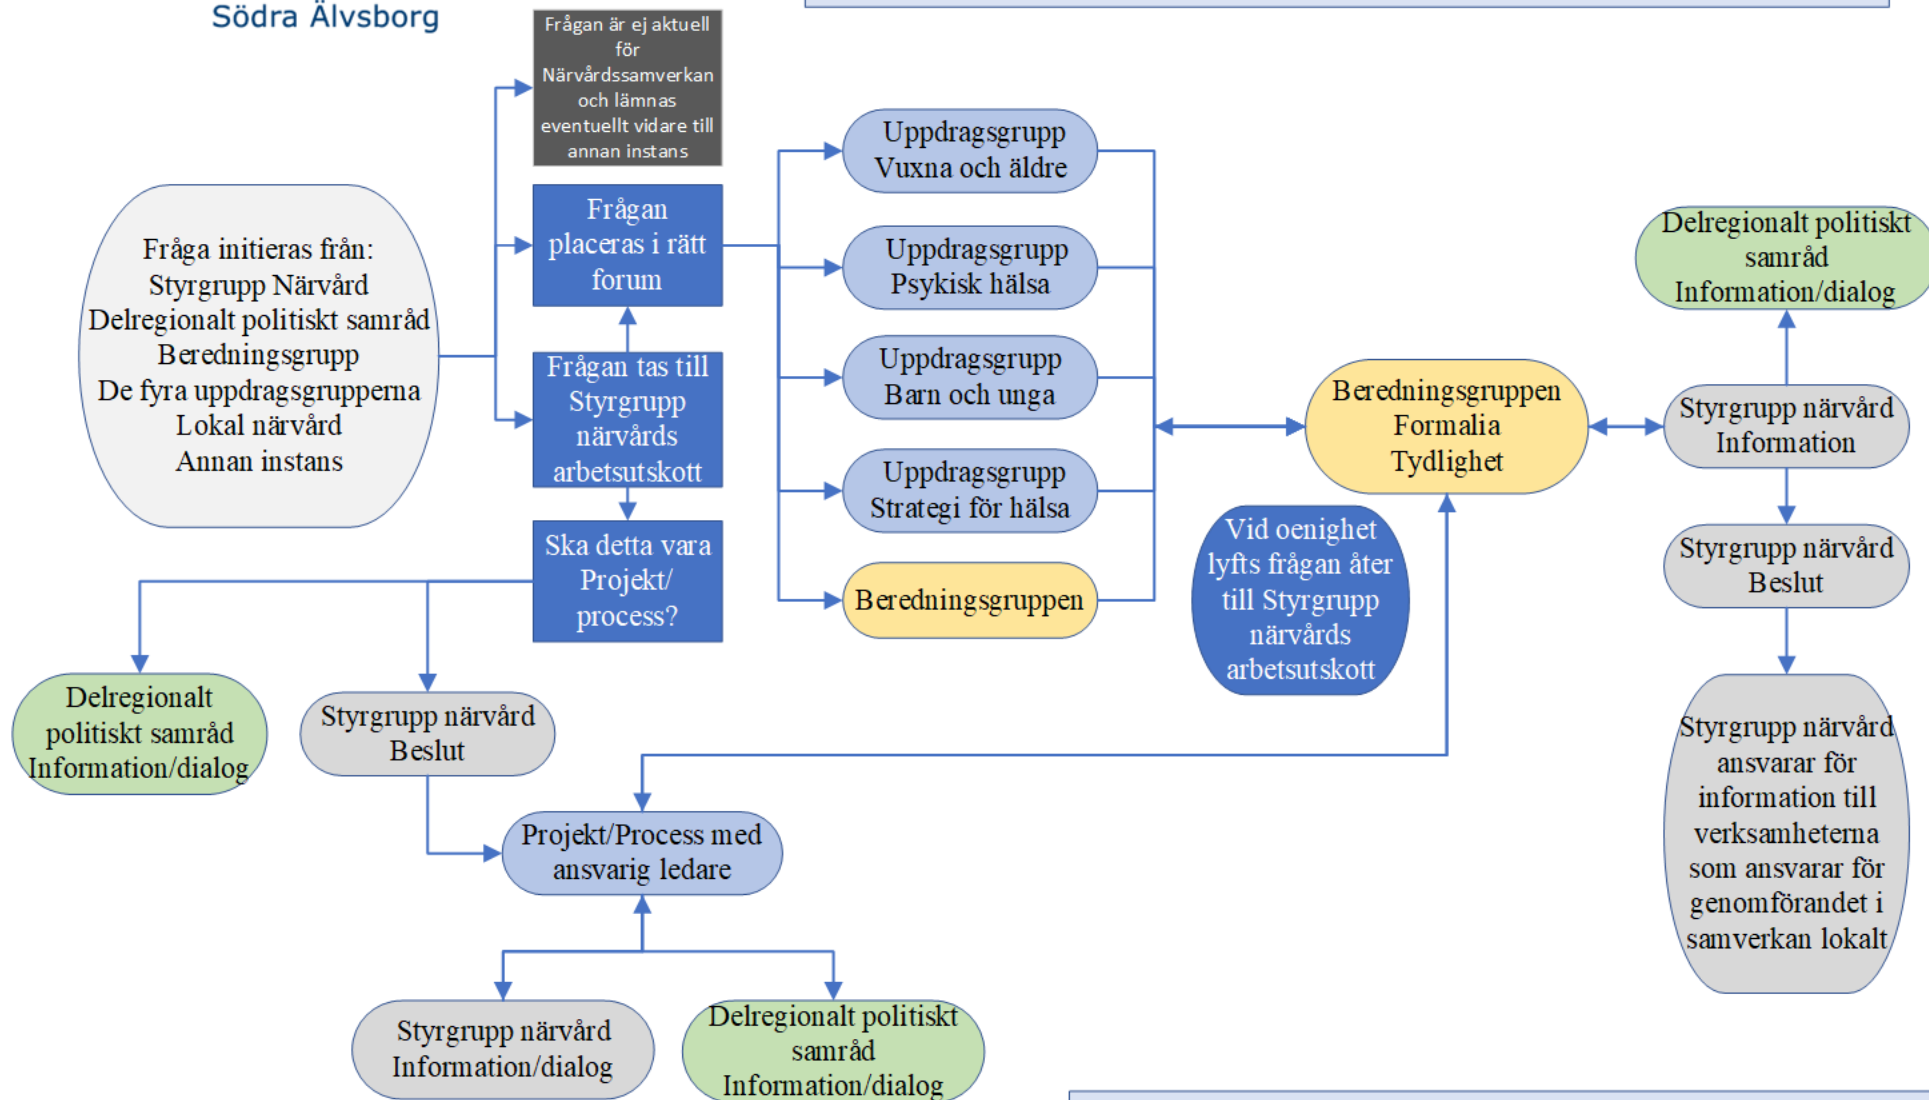 Södra Älvsborg
Frågan är ej aktuell
för
Närvårdssamverkan
och lämnas
eventuellt vidare till
annan instans
Fråga initieras från:
Styrgrupp Närvård
Delregionalt politiskt samråd
Beredningsgrupp
De fyra uppdragsgrupperna
Lokal närvård
Annan instans
Frågan
placeras i rätt
forum
Frågan tas till
Styrgrupp
närvårds
arbetsutskott
Ska detta vara
Projekt/
process?
Uppdragsgrupp
Vuxna och äldre
Uppdragsgrupp
Psykisk hälsa
Uppdragsgrupp
Barn och unga
Uppdragsgrupp
Strategi för hälsa
Beredningsgruppen
Beredningsgruppen
Formalia
Tydlighet
Vid oenighet
lyfts frågan åter
till Styrgrupp
närvårds
arbetsutskott
Delregionalt politiskt
samråd
Information/dialog
Styrgrupp närvård
Information
Styrgrupp närvård
Beslut
Styrgrupp närvård
ansvarar för
information till
verksamheterna
som ansvarar för
genomförandet i
samverkan lokalt
Delregionalt
politiskt samråd
Information/dialog
Styrgrupp närvård
Beslut
Projekt/Process med
ansvarig ledare
Styrgrupp närvård
Information/dialog
Delregionalt politiskt
samråd
Information/dialog